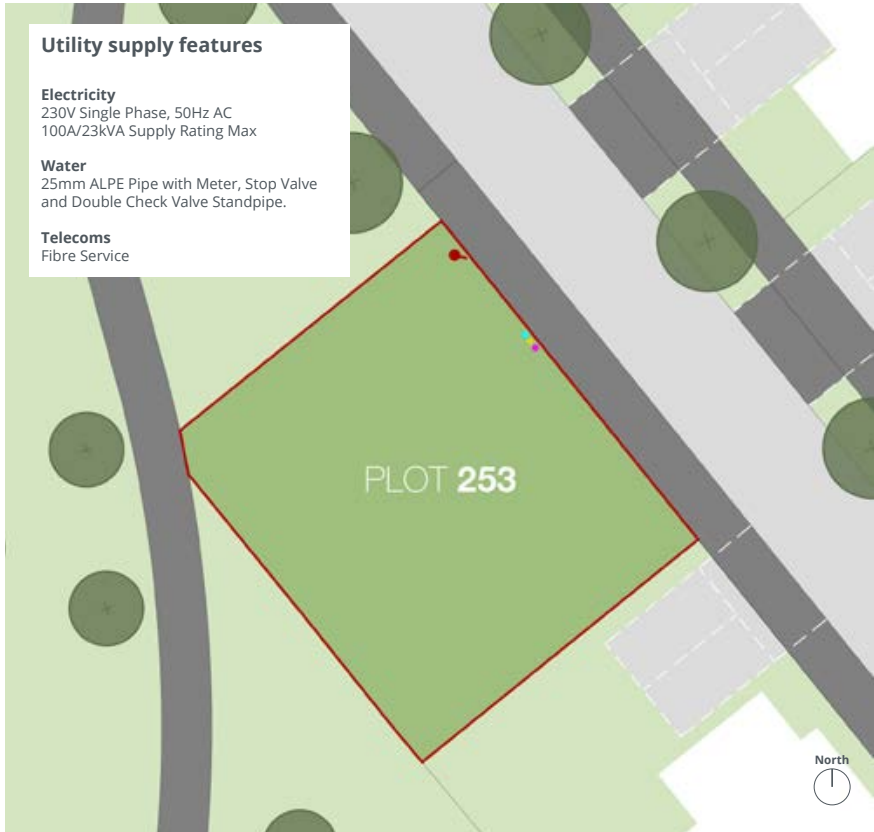 Utility supply features
Electricity
230V Single Phase, 50Hz AC
100A/23kVA Supply Rating Max
Water
25mm ALPE Pipe with Meter, Stop Valve
and Double Check Valve Standpipe.
Telecoms
Fibre Service
PLOT 253
North